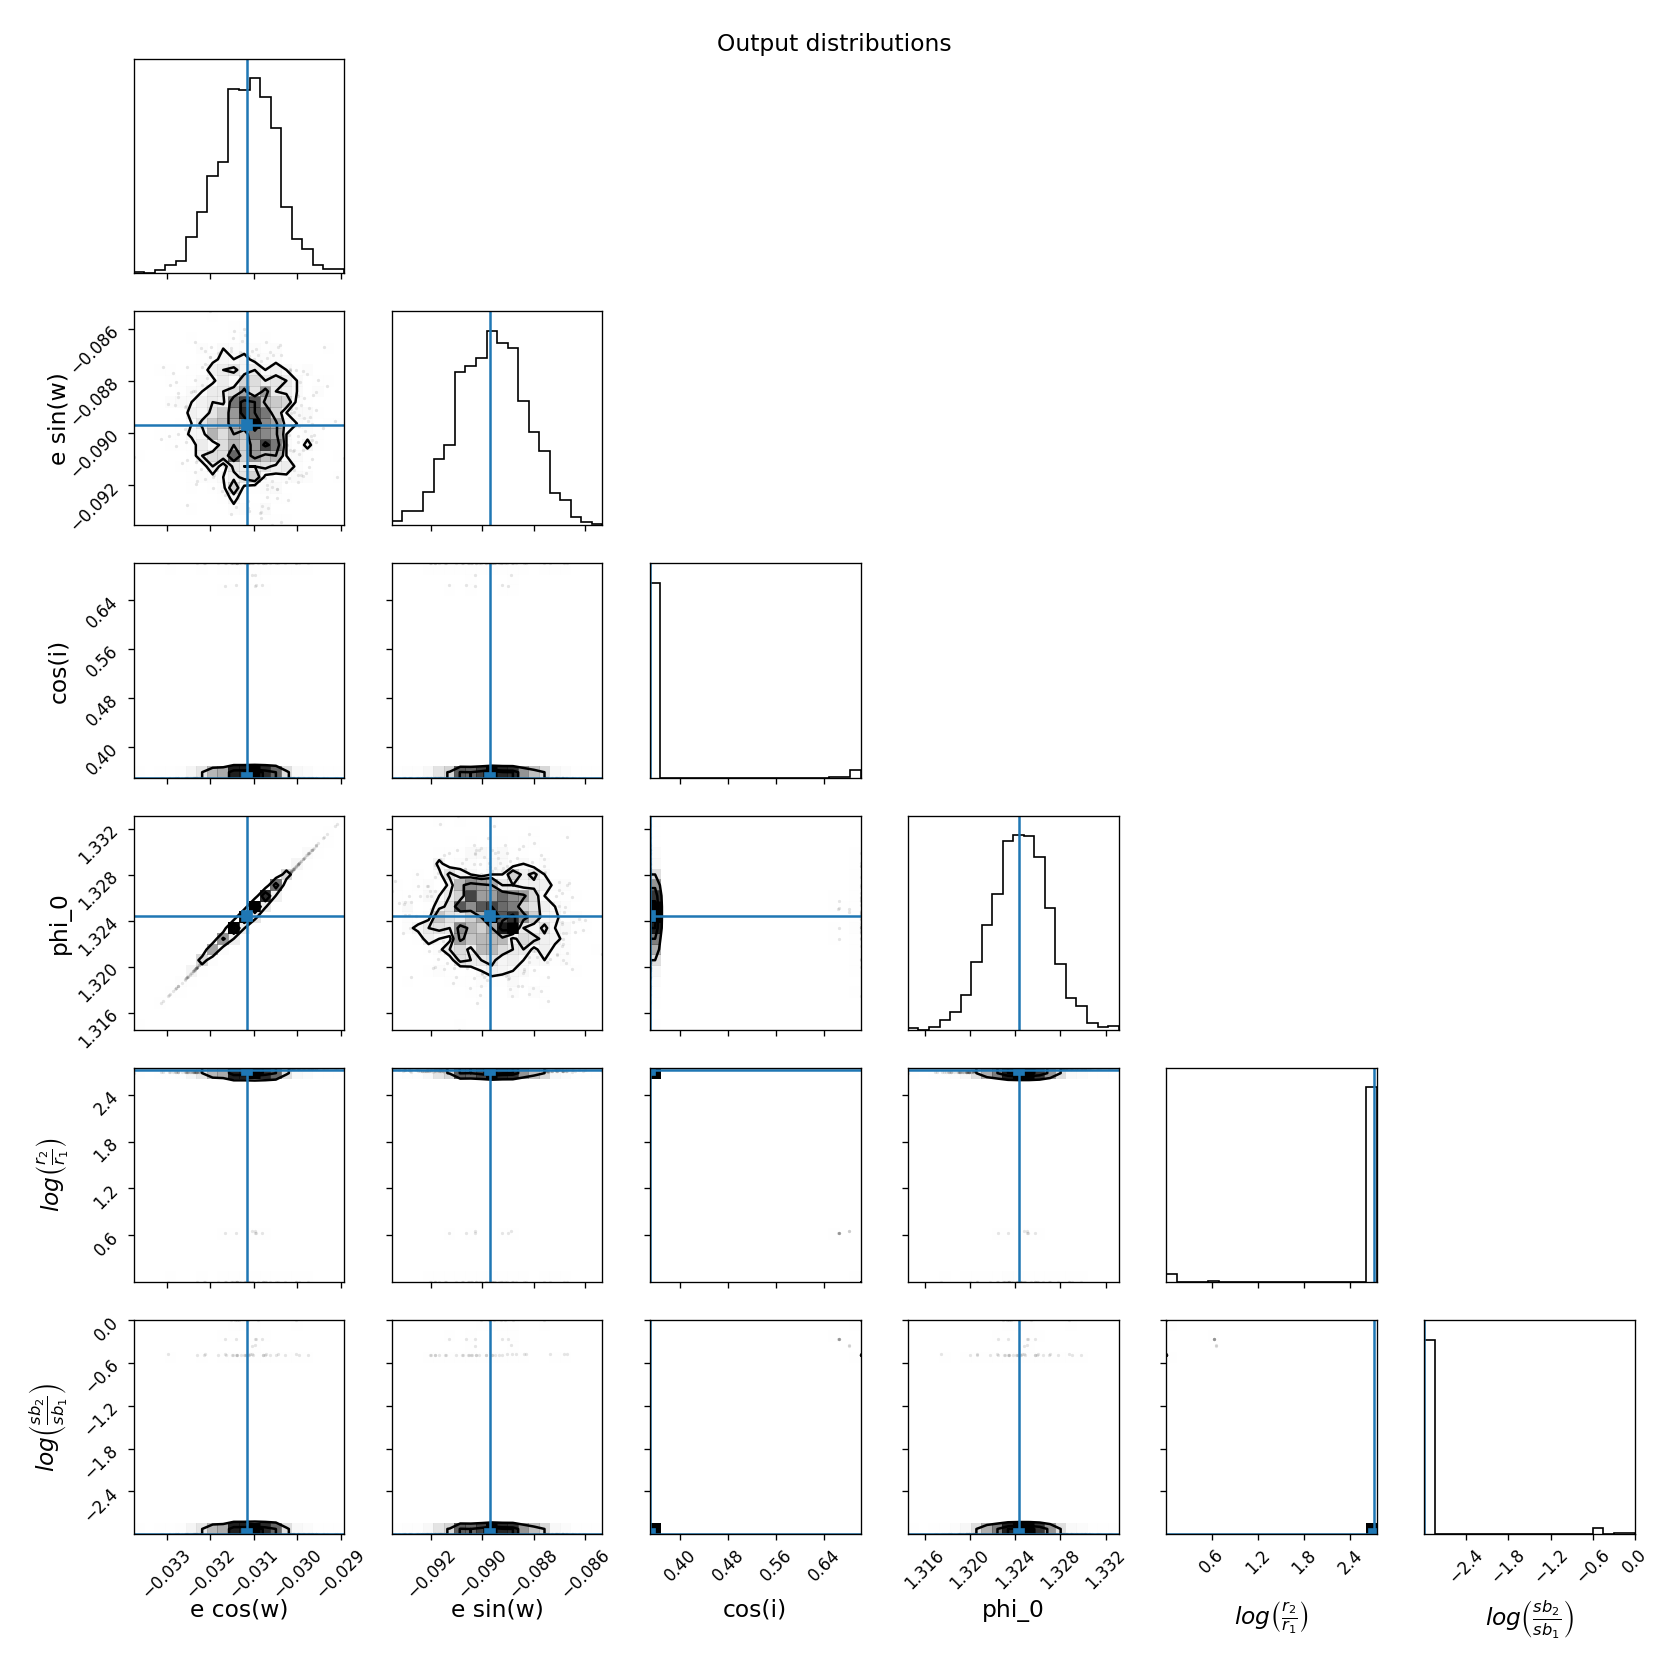 Output distributions
e sin(w)
−0.086
−0.088
−0.090
−0.092
cos(i)
0.64
0.56
0.48
0.40
phi_0
1.332
1.328
1.324
1.320
1.316
log(r₂/r₁)
2.4
1.8
1.2
0.6
log(sb₂/sb₁)
0.0
−0.6
−1.2
−1.8
−2.4
−0.033 −0.032 −0.031 −0.030 −0.029 −0.092 −0.090 −0.088 −0.086 0.40 0.48 0.56 0.64 1.316 1.320 1.324 1.328 1.332 0.6 1.2 1.8 2.4 −2.4 −1.8 −1.2 −0.6 0.0
e cos(w) e sin(w) cos(i) phi_0 log(r₂/r₁) log(sb₂/sb₁)